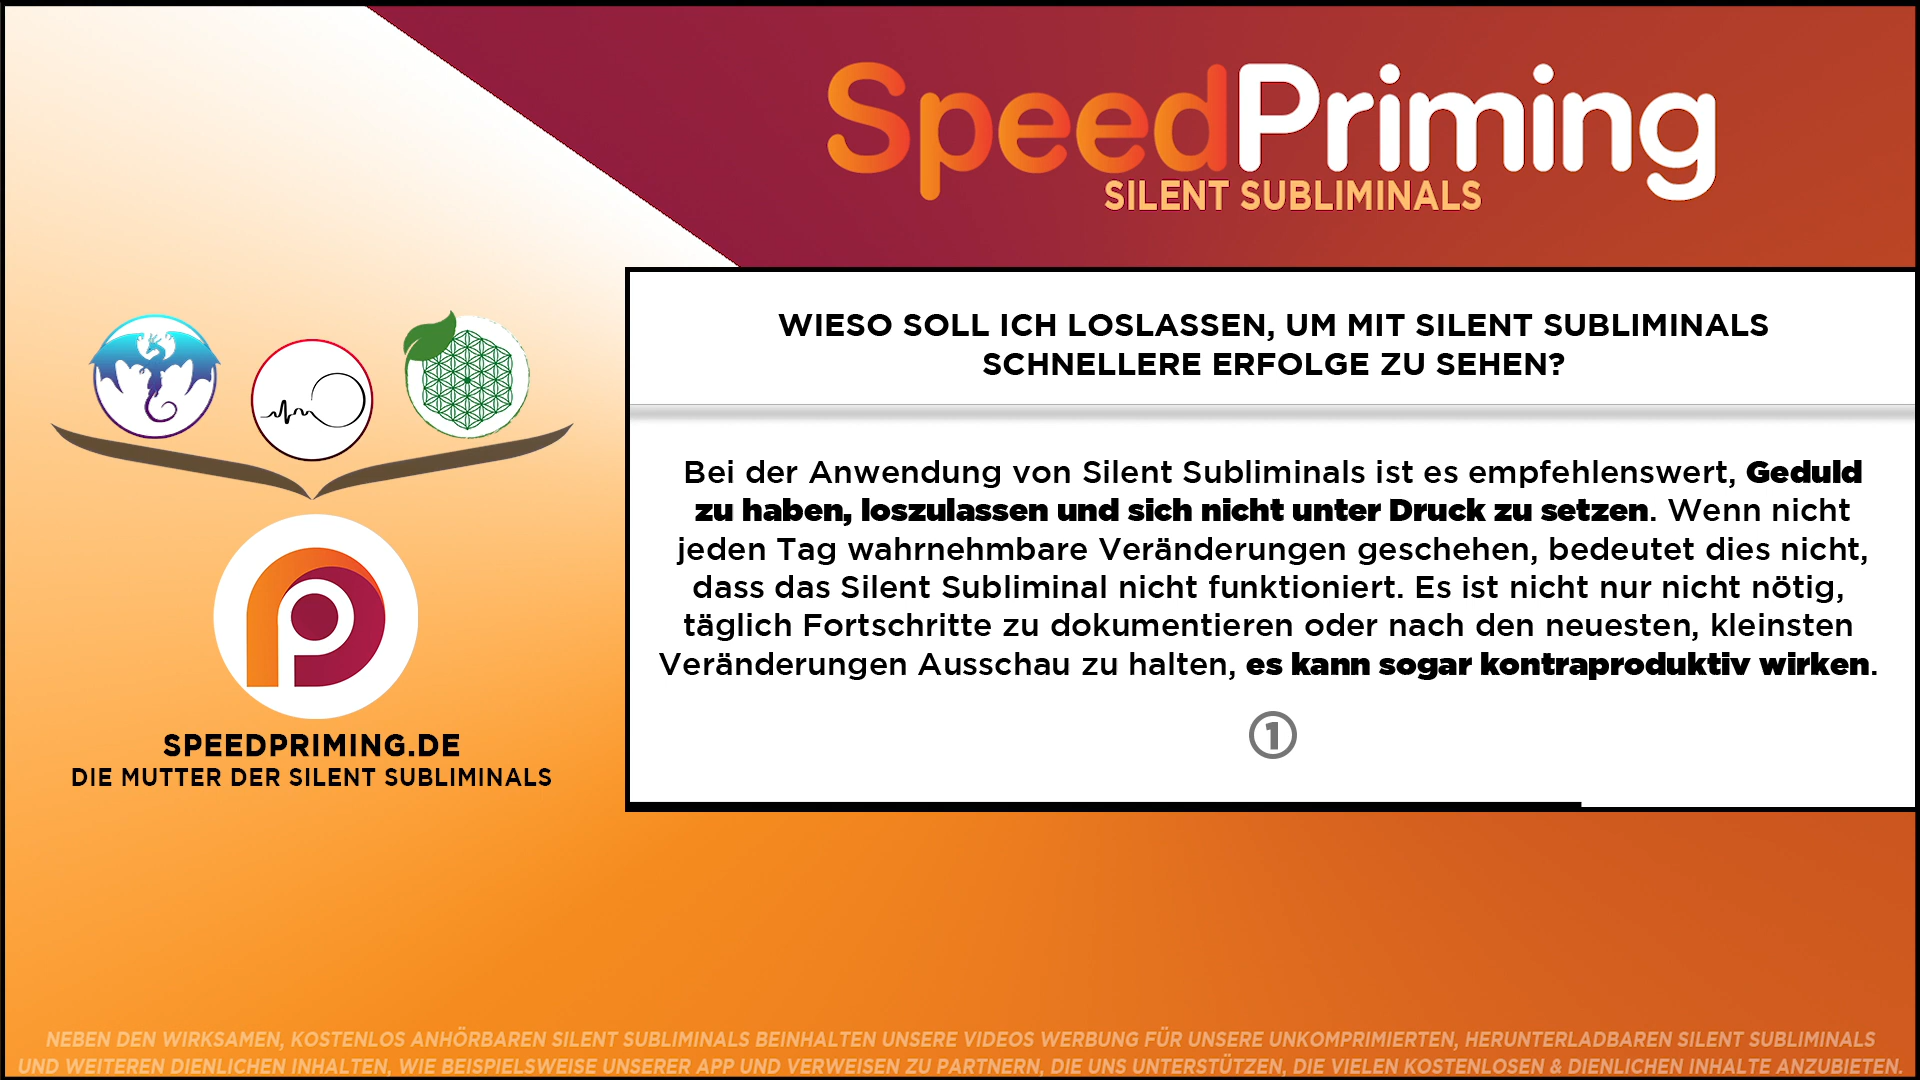 SpeedPriming
SILENT SUBLIMINALS
WIESO SOLL ICH LOSLASSEN, UM MIT SILENT SUBLIMINALS
SCHNELLERE ERFOLGE ZU SEHEN?
Bei der Anwendung von Silent Subliminals ist es empfehlenswert, Geduld
zu haben, loszulassen und sich nicht unter Druck zu setzen. Wenn nicht
jeden Tag wahrnehmbare Veränderungen geschehen, bedeutet dies nicht,
dass das Silent Subliminal nicht funktioniert. Es ist nicht nur nicht nötig,
täglich Fortschritte zu dokumentieren oder nach den neuesten, kleinsten
Veränderungen Ausschau zu halten, es kann sogar kontraproduktiv wirken.
1
SPEEDPRIMING.DE
DIE MUTTER DER SILENT SUBLIMINALS
NEBEN DEN WIRKSAMEN, KOSTENLOS ANHÖRBAREN SILENT SUBLIMINALS BEINHALTEN UNSERE VIDEOS WERBUNG FÜR UNSERE UNKOMPRIMIERTEN, HERUNTERLADBAREN SILENT SUBLIMINALS
UND WEITEREN DIENLICHEN INHALTEN, WIE BEISPIELSWEISE UNSERER APP UND VERWEISEN ZU PARTNERN, DIE UNS UNTERSTÜTZEN, DIE VIELEN KOSTENLOSEN & DIENLICHEN INHALTE ANZUBIETEN.